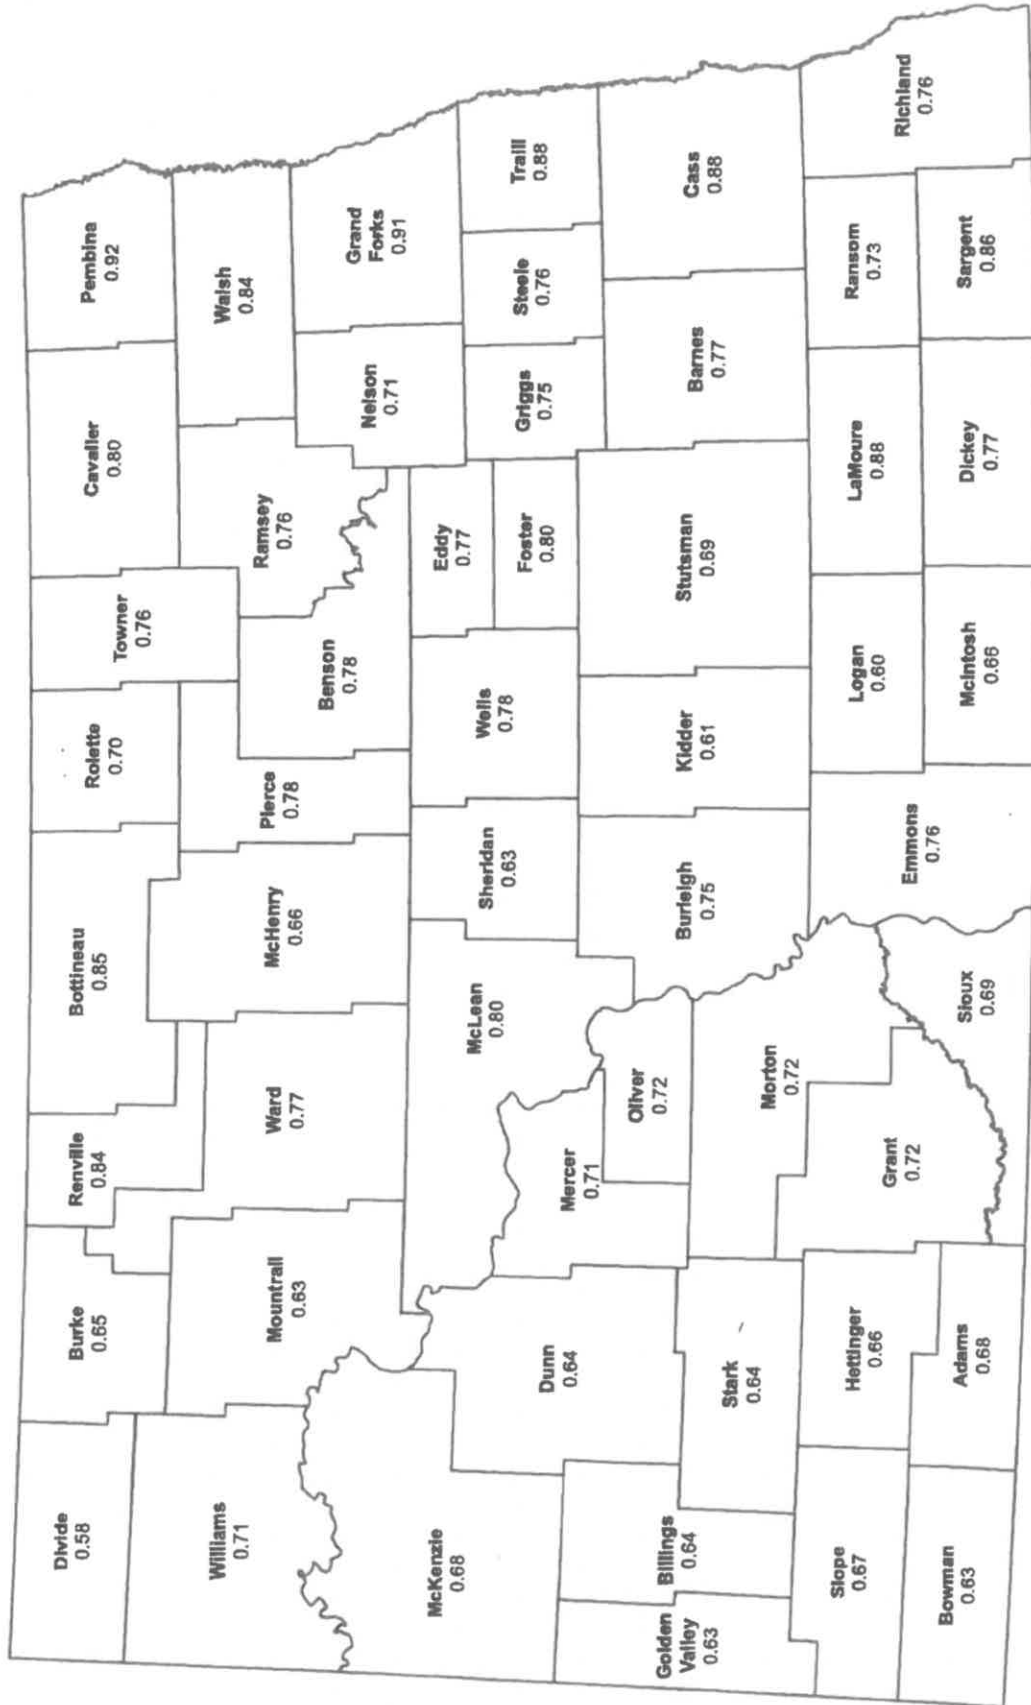 Divide
0.58
Burke
0.65
Renville
0.84
Bottineau
0.85
Rolette
0.70
Towner
0.76
Cavalier
0.80
Pembina
0.92
Williams
0.71
Mountrail
0.63
Ward
0.77
McHenry
0.66
Pierce
0.78
Benson
0.78
Ramsey
0.76
Walsh
0.84
Nelson
0.71
Grand
Forks
0.91
McKenzie
0.68
Dunn
0.64
Mercer
0.71
Oliver
0.72
McLean
0.80
Sheridan
0.63
Wells
0.78
Eddy
0.77
Foster
0.80
Griggs
0.75
Steele
0.76
Traill
0.88
Golden
Valley
0.63
Billings
0.64
Stark
0.64
Morton
0.72
Burleigh
0.75
Kidder
0.61
Stutsman
0.69
Barnes
0.77
Cass
0.88
Slope
0.67
Hettinger
0.66
Grant
0.72
Emmons
0.76
Logan
0.60
LaMoure
0.88
Ransom
0.73
Richland
0.76
Bowman
0.63
Adams
0.68
Sioux
0.69
McIntosh
0.66
Dickey
0.77
Sargent
0.86